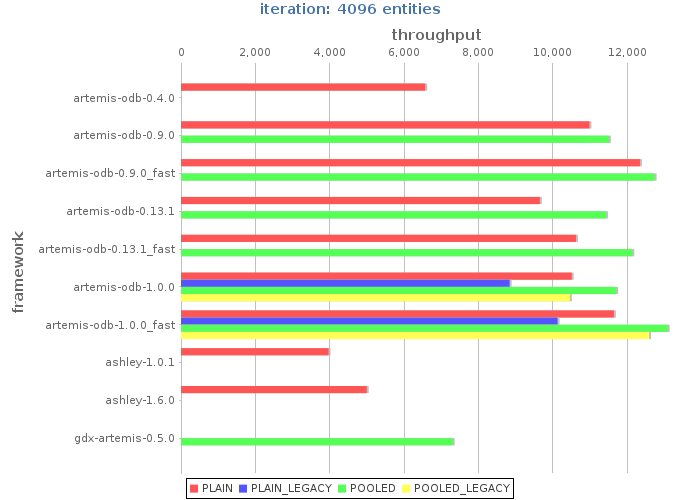 iteration: 4096 entities
throughput
0 2,000 4,000 6,000 8,000 10,000 12,000
framework
artemis-odb-0.4.0
artemis-odb-0.9.0
artemis-odb-0.9.0_fast
artemis-odb-0.13.1
artemis-odb-0.13.1_fast
artemis-odb-1.0.0
artemis-odb-1.0.0_fast
ashley-1.0.1
ashley-1.6.0
gdx-artemis-0.5.0
PLAIN PLAIN_LEGACY POOLED POOLED_LEGACY